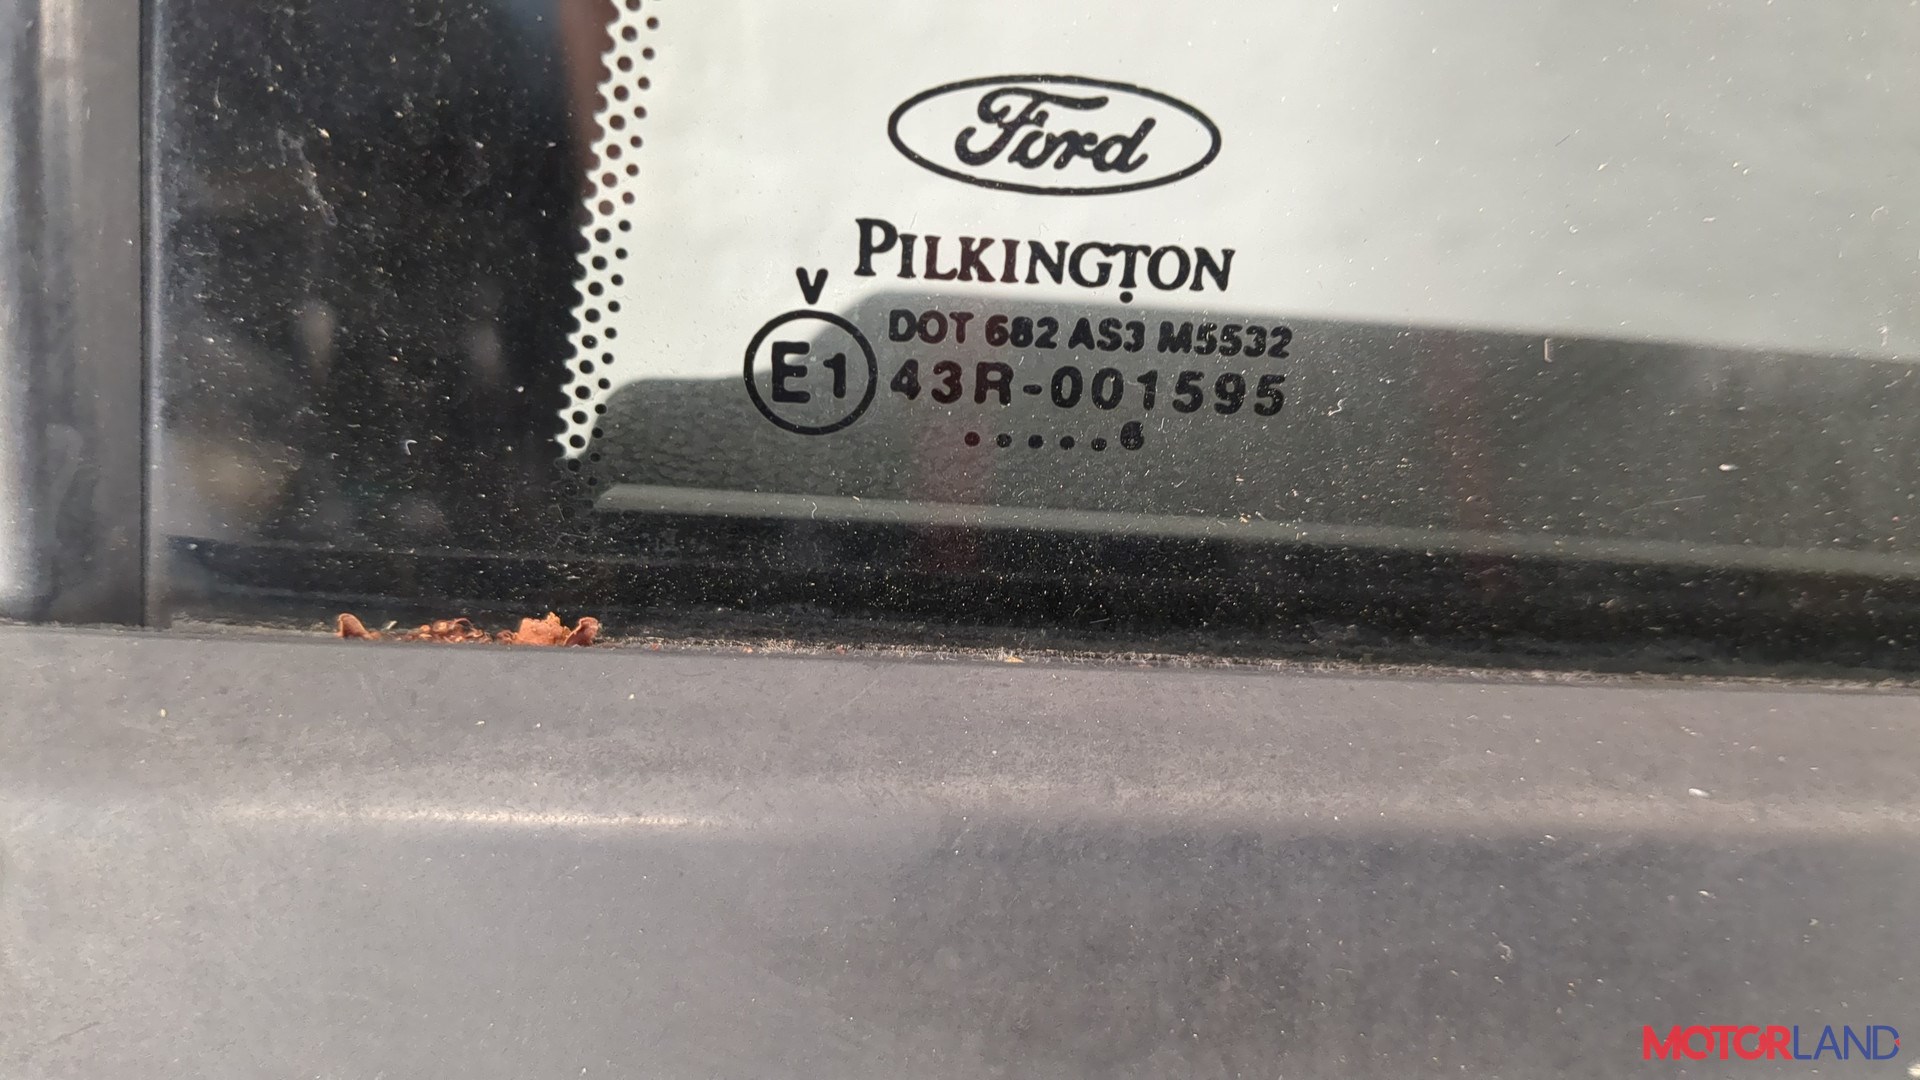 Ford
PILKINGTON
V
DOT 682 AS3 M5532
E1 43R-001595
.....6
MOTORLAND